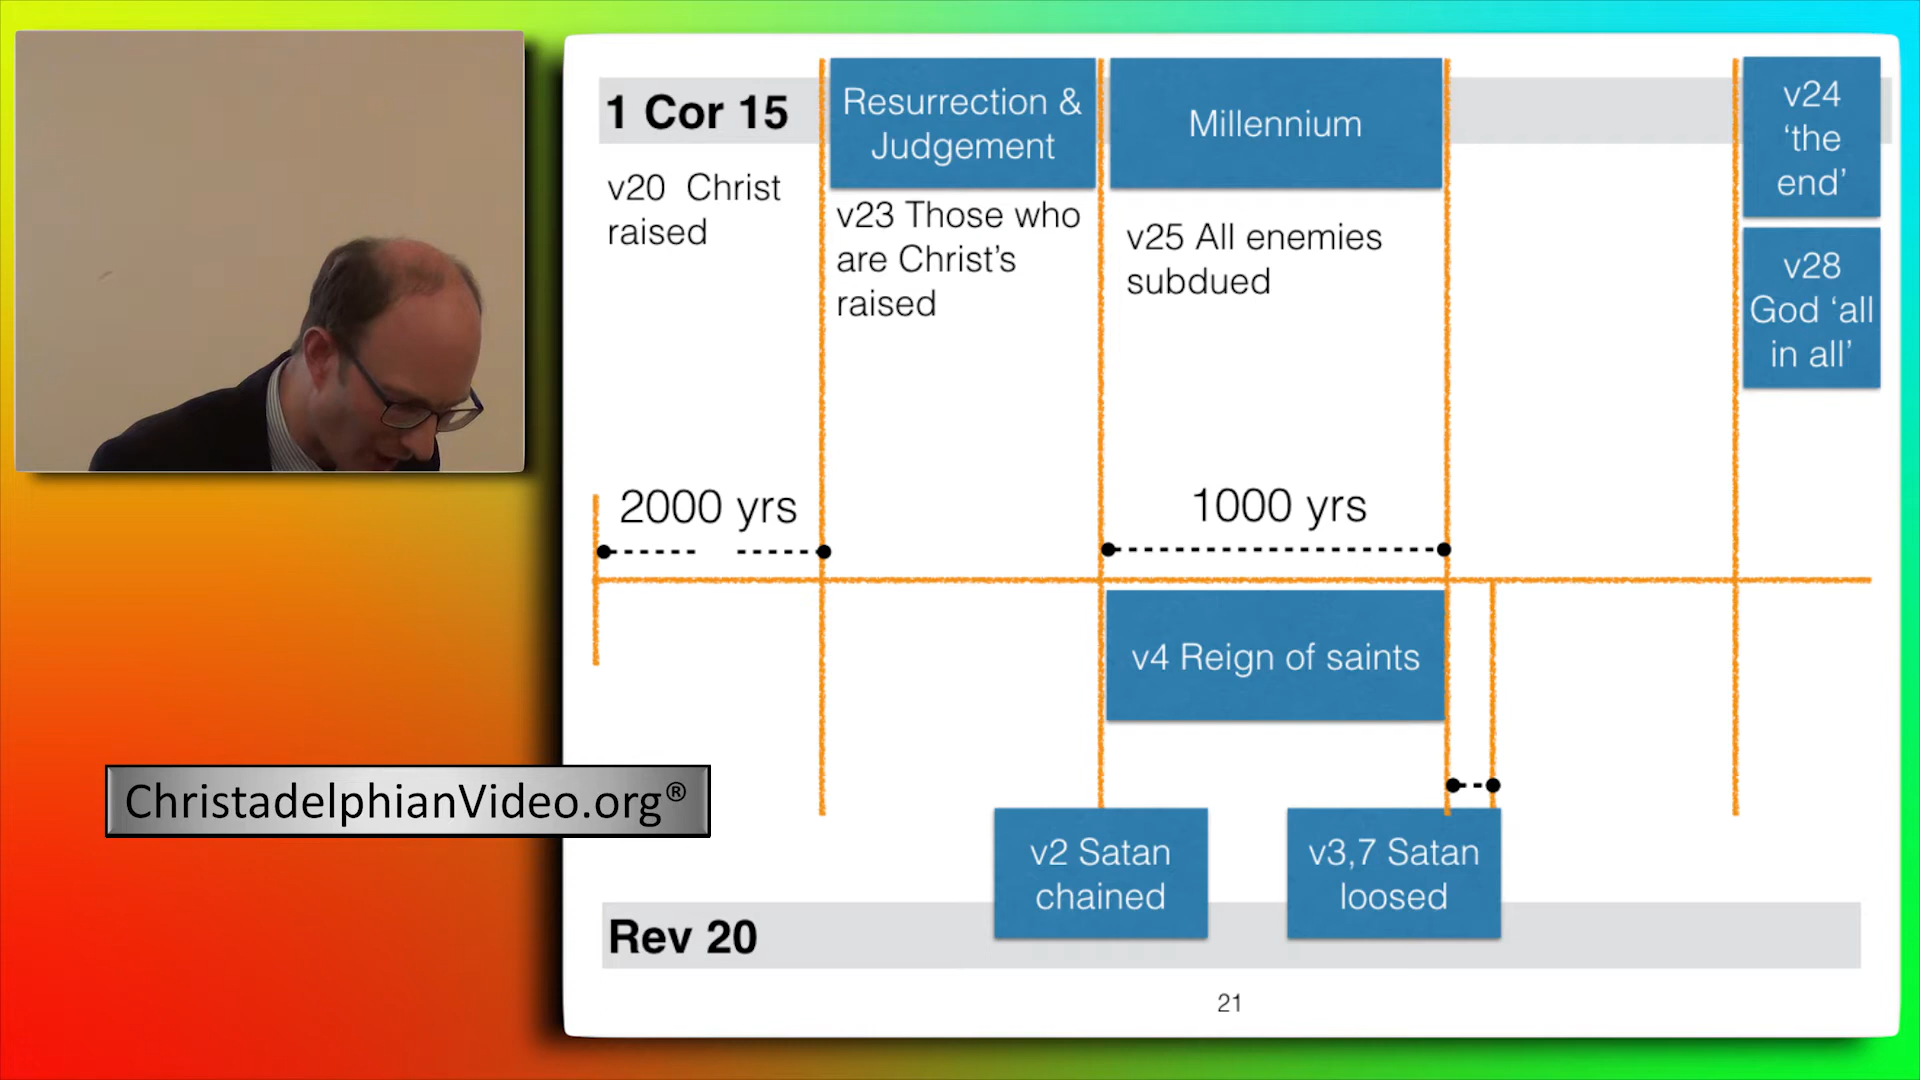 1 Cor 15
v20 Christ
raised
Resurrection &
Judgement
v23 Those who
are Christ's
raised
Millennium
v25 All enemies
subdued
v24
‘the
end’
v28
God ‘all
in all’
2000 yrs
1000 yrs
v4 Reign of saints
ChristadelphianVideo.org®
v2 Satan
chained
v3,7 Satan
loosed
Rev 20
21